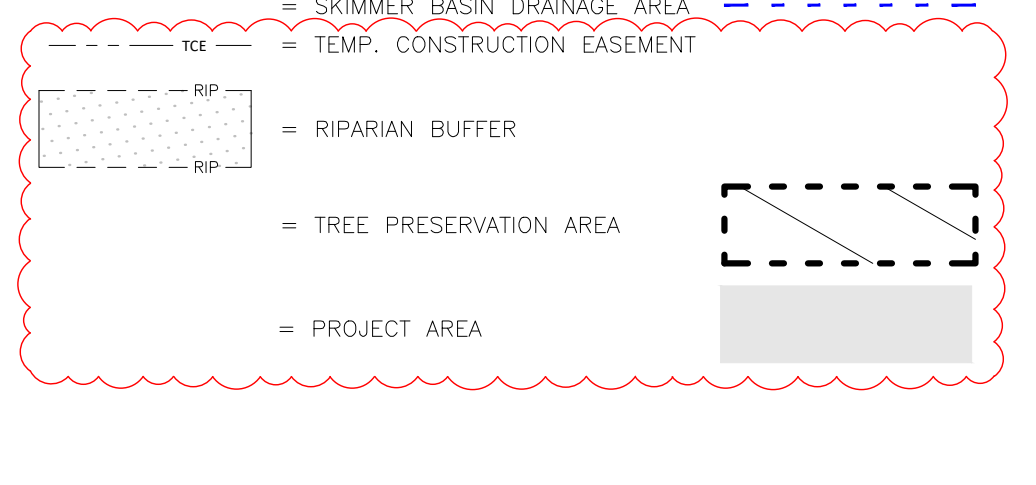 = SKIMMER BASIN DRAINAGE AREA
TCE = TEMP. CONSTRUCTION EASEMENT
RIP
= RIPARIAN BUFFER
RIP
= TREE PRESERVATION AREA
= PROJECT AREA